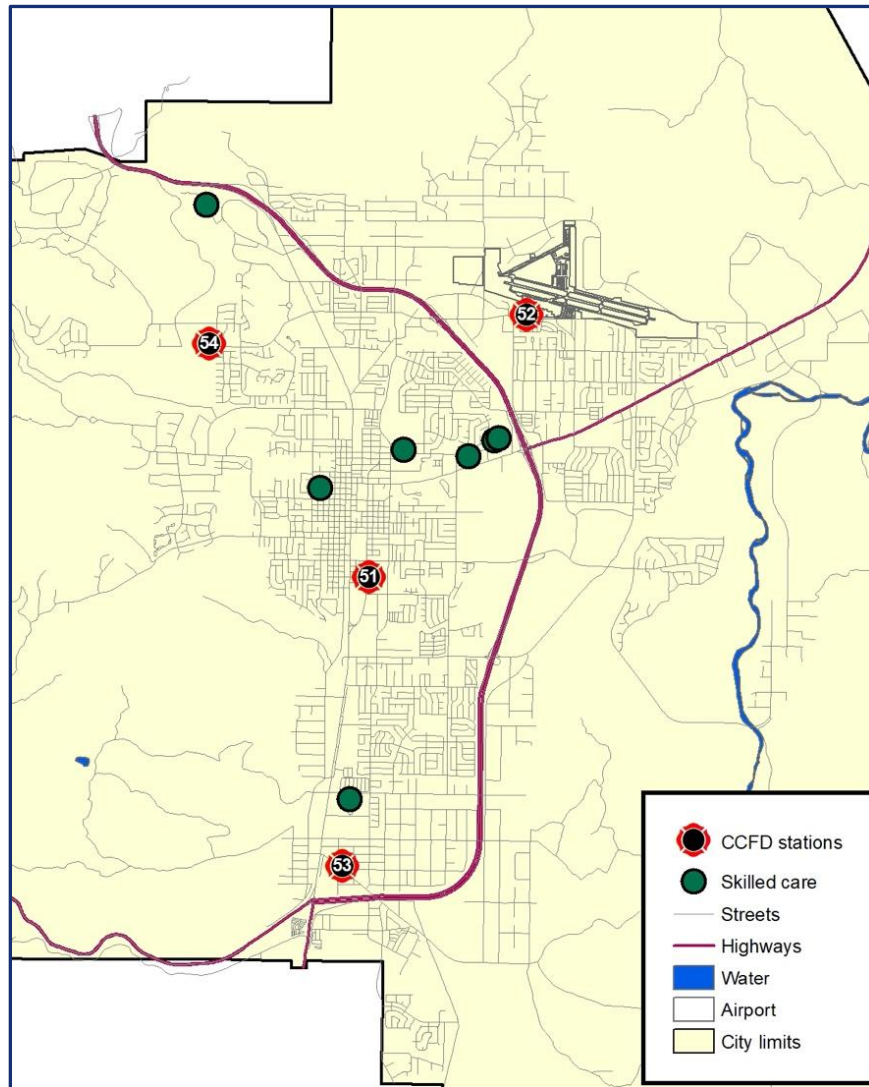 52
54
51
53
CCFD stations
Skilled care
Streets
Highways
Water
Airport
City limits